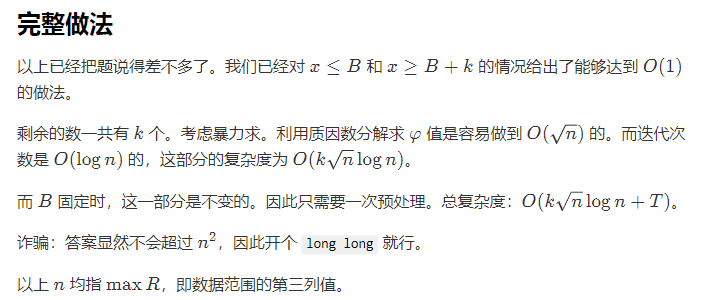 完整做法
以上已经把题说得差不多了。我们已经对 x ≤ B 和 x ≥ B + k 的情况给出了能够达到 O(1)
的做法。
剩余的数一共有 k 个。考虑暴力求。利用质因数分解求 φ 值是容易做到 O(√n) 的。而迭代次
数是 O(log n) 的，这部分的复杂度为 O(k√n log n)。
而 B 固定时，这一部分是不变的。因此只需要一次预处理。总复杂度：O(k√n log n + T)。
诈骗：答案显然不会超过 n²，因此开个 long long 就行。
以上 n 均指 max R，即数据范围的第三列值。